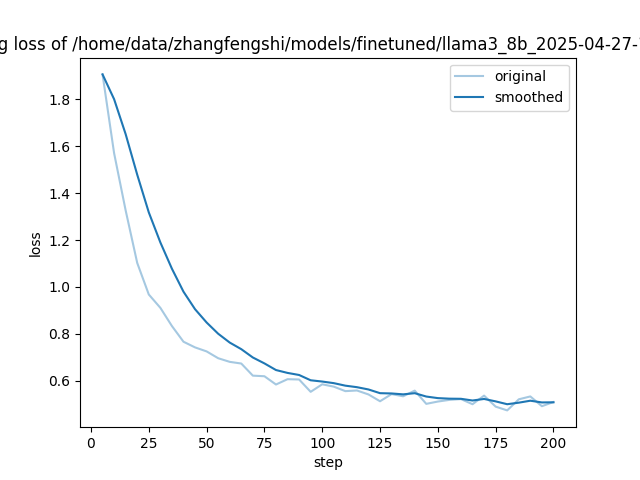 g loss of /home/data/zhangfengshi/models/finetuned/llama3_8b_2025-04-27-
original
smoothed
loss
1.8
1.6
1.4
1.2
1.0
0.8
0.6
0 25 50 75 100 125 150 175 200
step